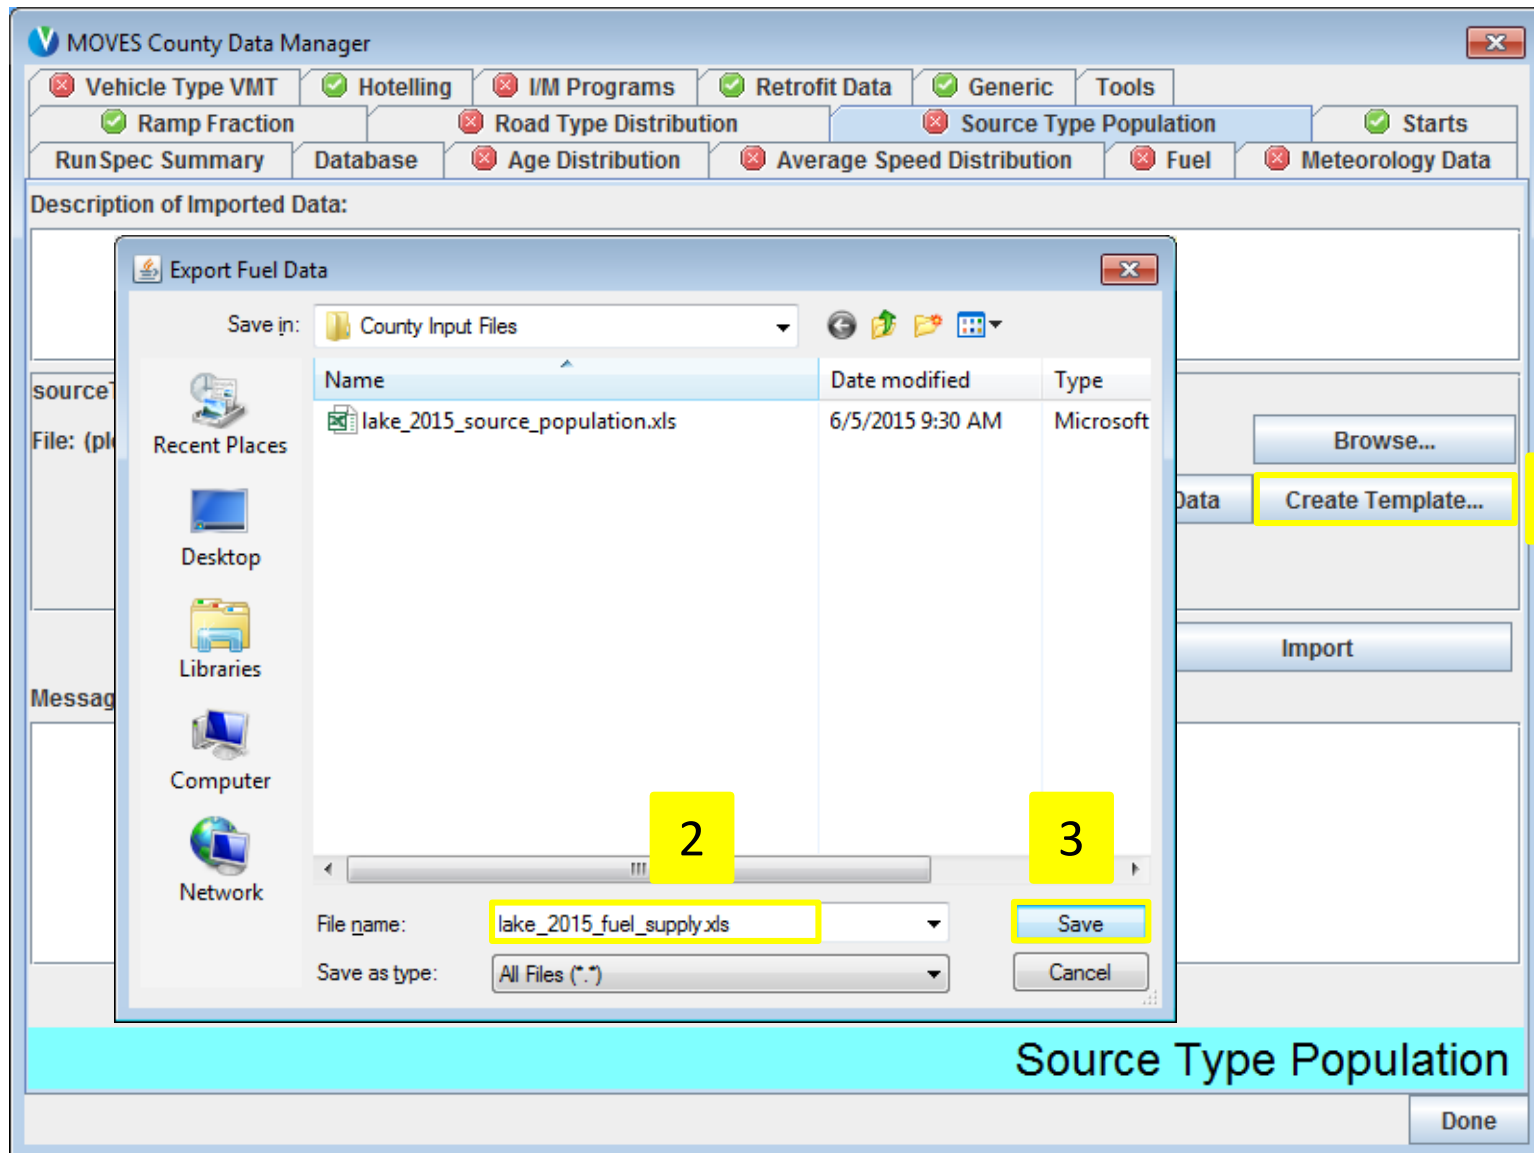 MOVES County Data Manager
Vehicle Type VMT Hotelling I/M Programs Retrofit Data Generic Tools
Ramp Fraction Road Type Distribution Source Type Population Starts
RunSpec Summary Database Age Distribution Average Speed Distribution Fuel Meteorology Data
Description of Imported Data:
Export Fuel Data
Save in: County Input Files
Name Date modified Type
lake_2015_source_population.xls 6/5/2015 9:30 AM Microsoft
Recent Places
Desktop
Libraries
Computer
Network
2
3
File name: lake_2015_fuel_supply.xls Save
Save as type: All Files (*.*) Cancel
File:
Browse...
Data Create Template...
Import
Source Type Population
Done